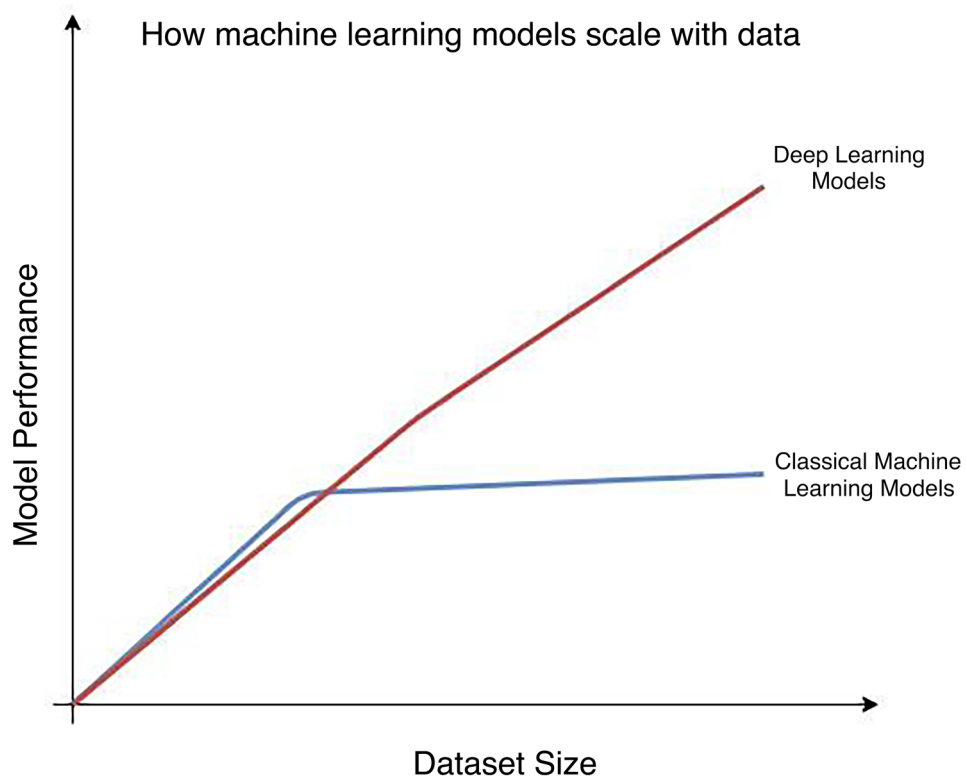 How machine learning models scale with data
Deep Learning
Models
Model Performance
Classical Machine
Learning Models
Dataset Size